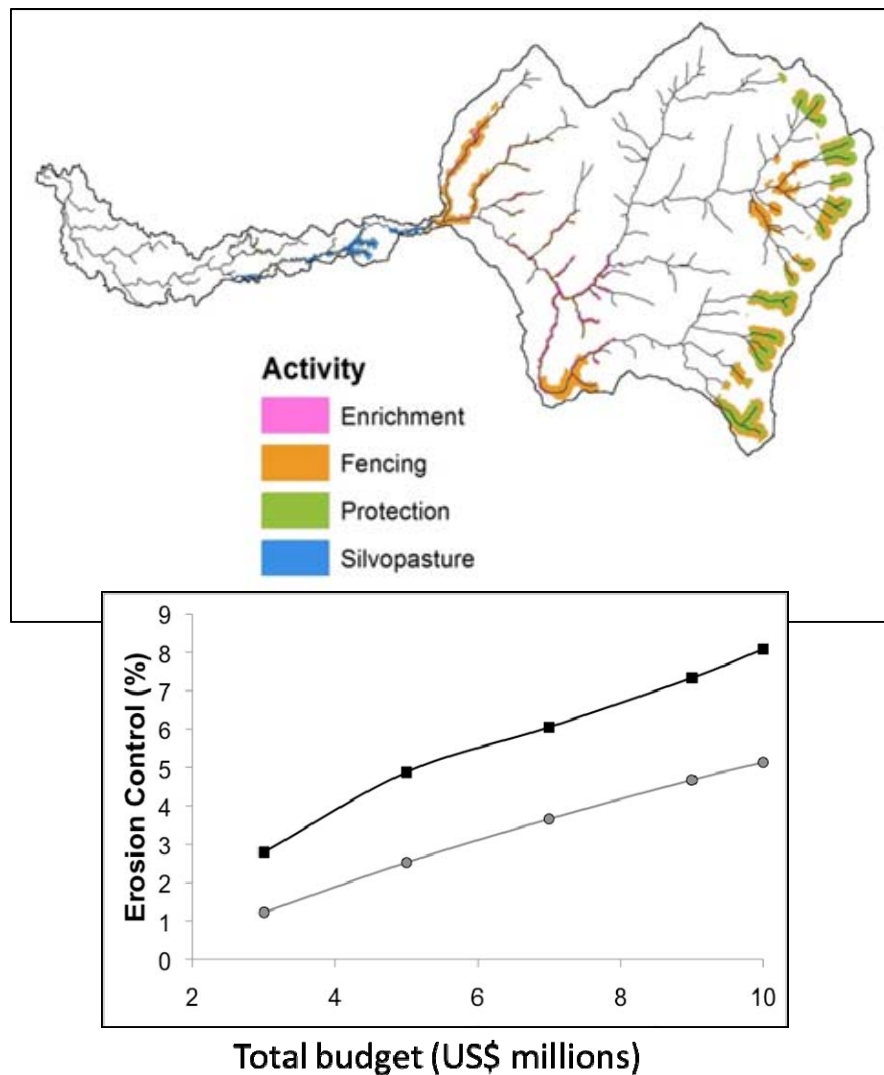 Activity
Enrichment
Fencing
Protection
Silvopasture
Erosion Control (%)
9
8
7
6
5
4
3
2
1
0
2 4 6 8 10
Total budget (US$ millions)